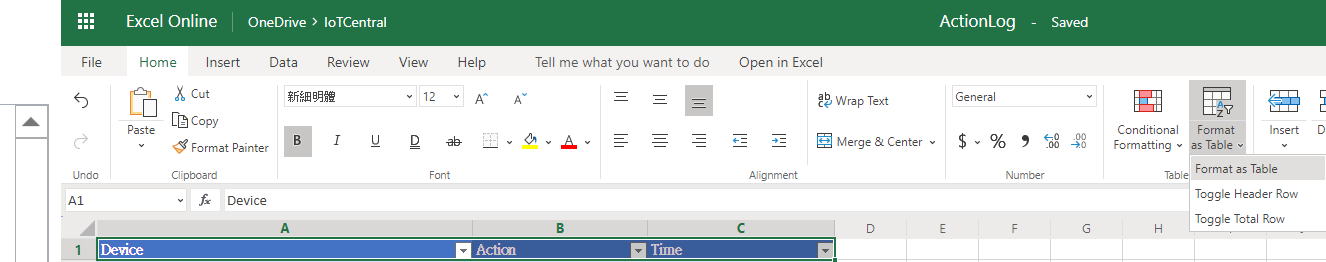 Excel Online OneDrive > IoTCentral ActionLog - Saved
File Home Insert Data Review View Help Tell me what you want to do Open in Excel
Cut
Copy
Format Painter
Paste
Undo
Clipboard
新細明體 12
B I U D ab
A
Font
Wrap Text
Merge & Center
Alignment
General
$ % , .00 .00
Number
Conditional
Formatting
Format
as Table
Table
Insert
D
Format as Table
Toggle Header Row
Toggle Total Row
A1 fx Device
A B C D E F G H
1 Device Action Time